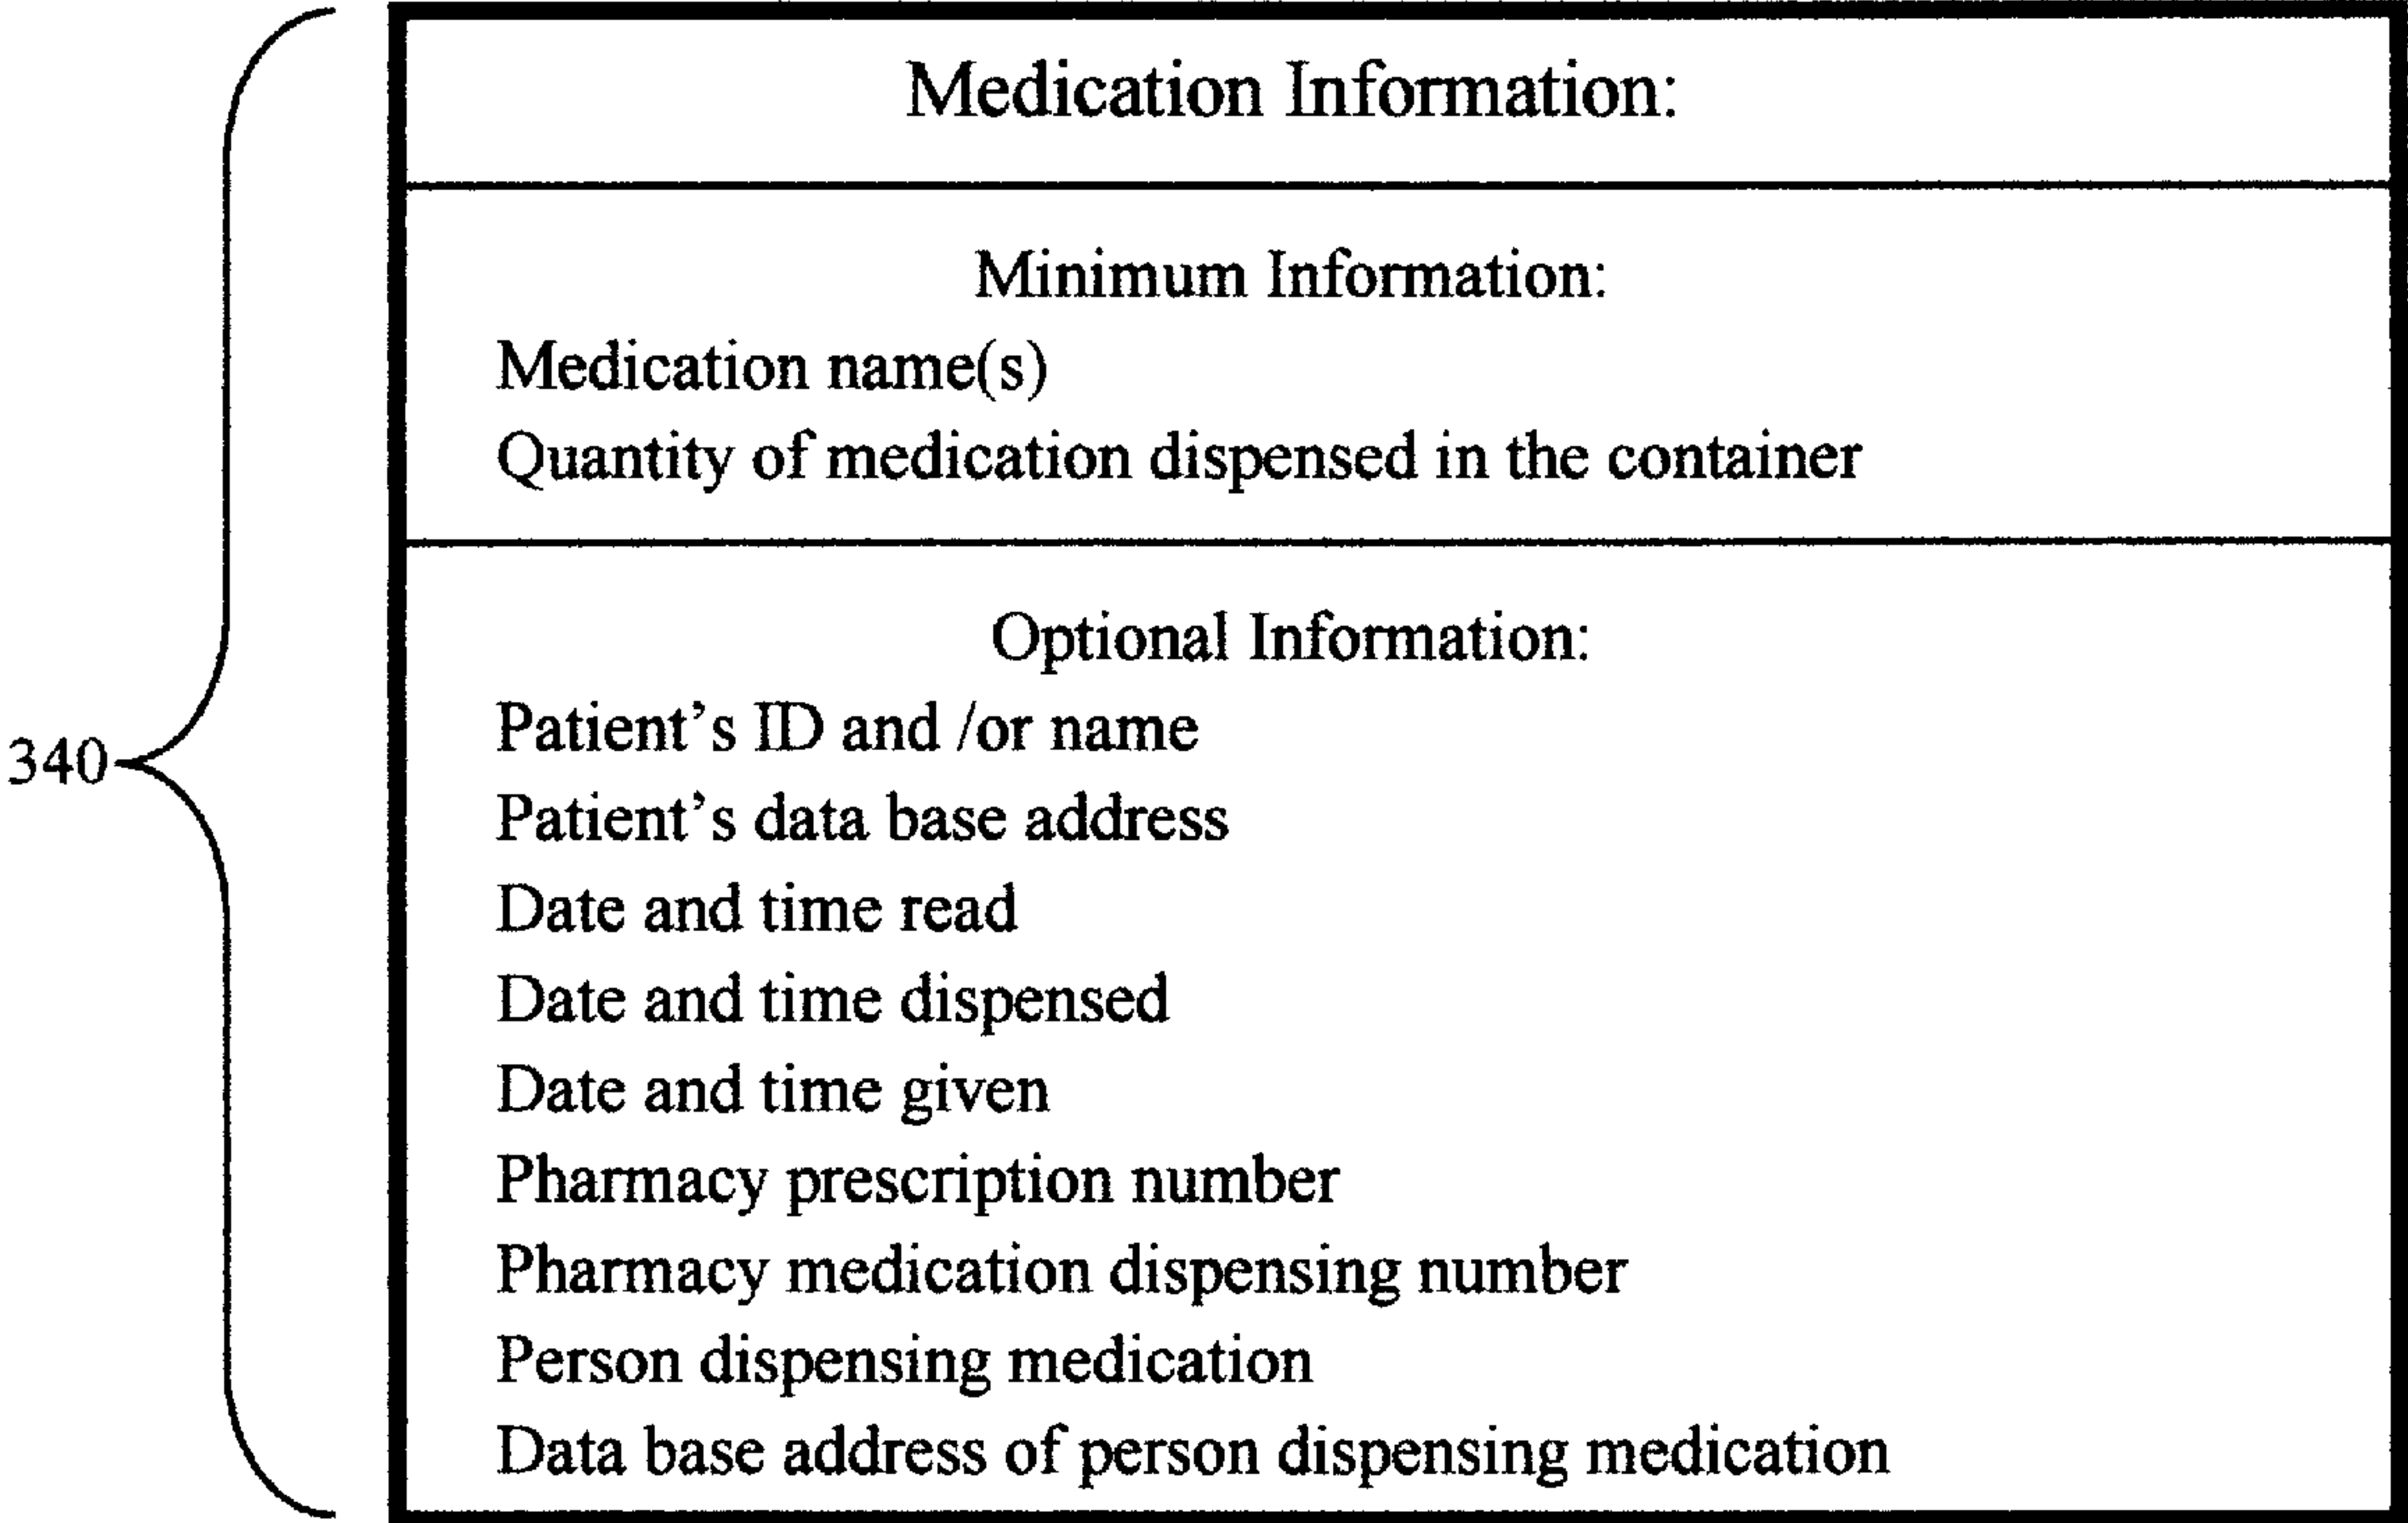 Medication Information:
Minimum Information:
Medication name(s)
Quantity of medication dispensed in the container
Optional Information:
Patient's ID and /or name
Patient's data base address
340
Date and time read
Date and time dispensed
Date and time given
Pharmacy prescription number
Pharmacy medication dispensing number
Person dispensing medication
Data base address of person dispensing medication